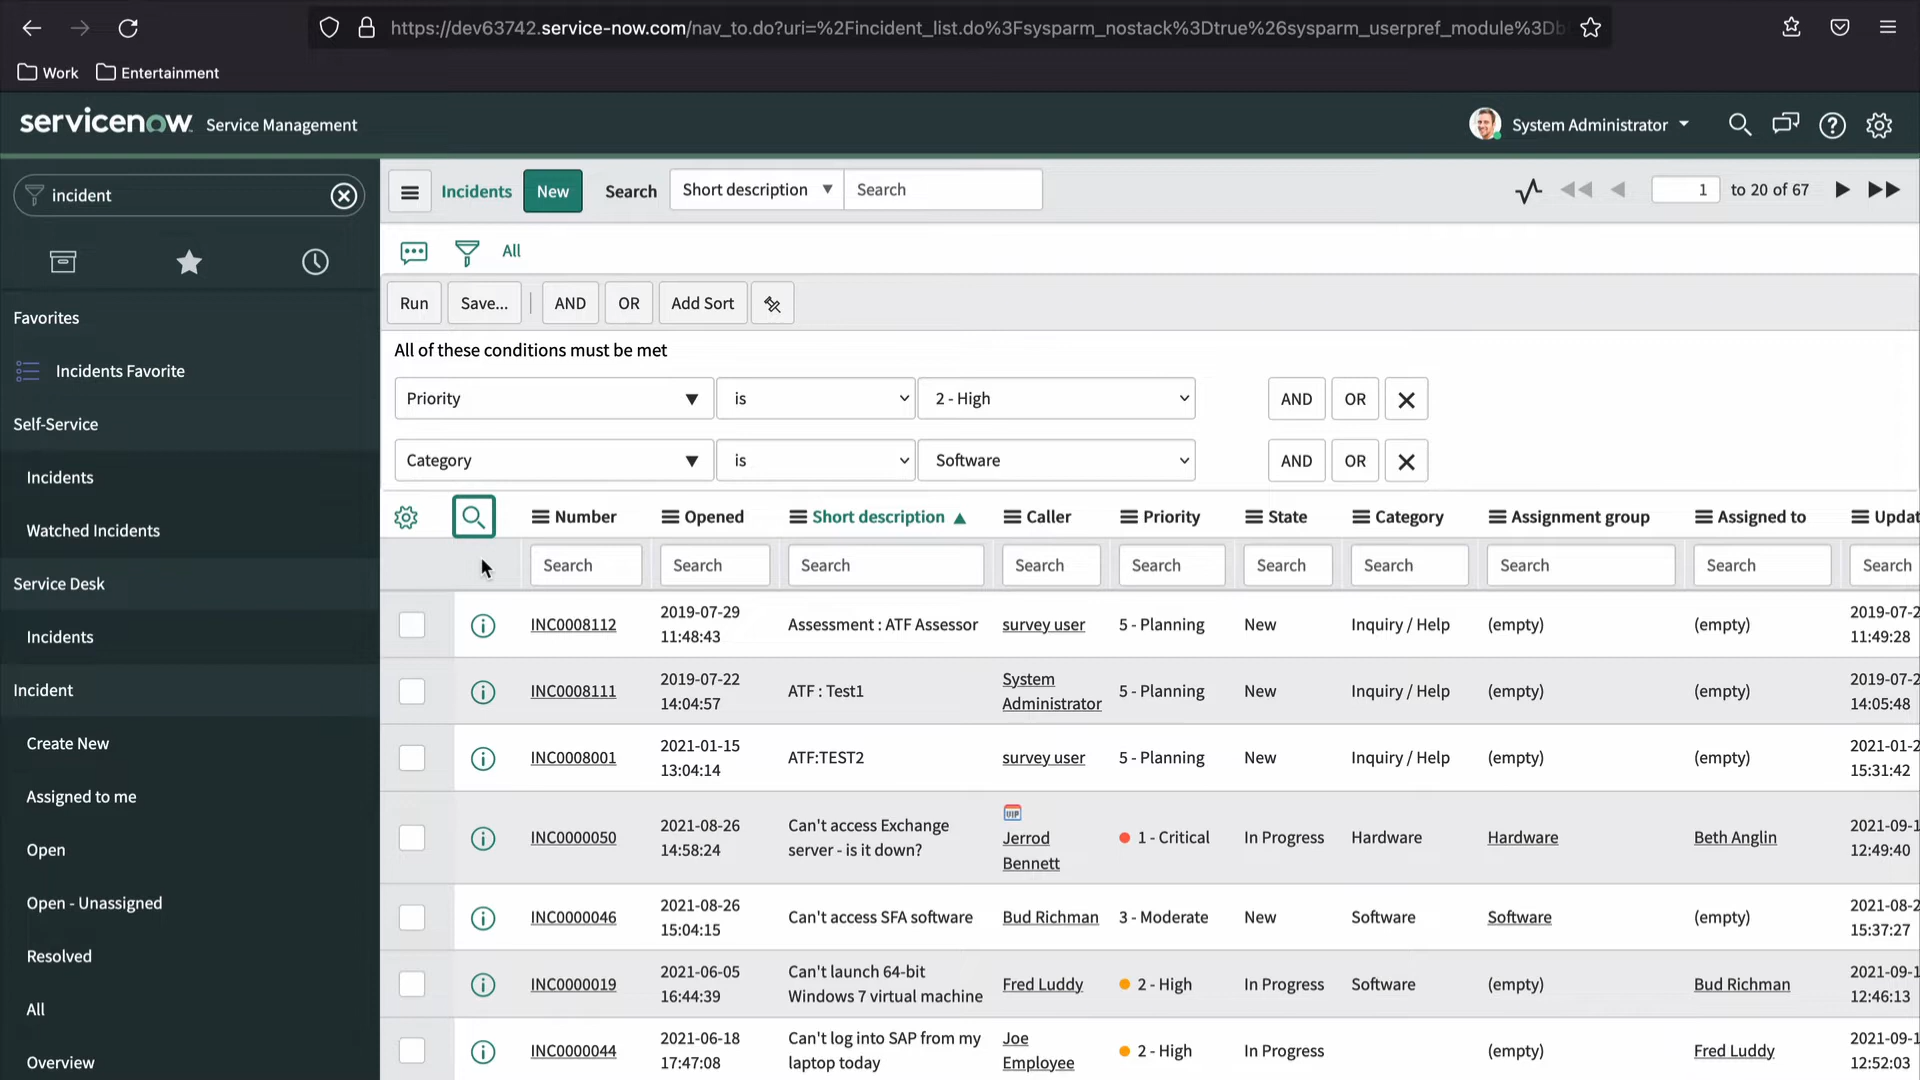 https://dev63742.service-now.com/nav_to.do?uri=%2Fincident_list.do%3Fsysparm_nostack%3Dtrue%26sysparm_userpref_module%3Db
Work Entertainment
servicenow Service Management
System Administrator
incident
Favorites
Incidents Favorite
Self-Service
Incidents
Watched Incidents
Service Desk
Incidents
Incident
Create New
Assigned to me
Open
Open - Unassigned
Resolved
All
Overview
Incidents New Search Short description Search 1 to 20 of 67
All
Run Save... AND OR Add Sort
All of these conditions must be met
Priority is 2 - High AND OR
Category is Software AND OR
Number Opened Short description Caller Priority State Category Assignment group Assigned to Updat
Search Search Search Search Search Search Search Search Search Search
INC0008112 2019-07-29 11:48:43 Assessment : ATF Assessor survey user 5 - Planning New Inquiry / Help (empty) (empty) 2019-07-2 11:49:28
INC0008111 2019-07-22 14:04:57 ATF : Test1 System Administrator 5 - Planning New Inquiry / Help (empty) (empty) 2019-07-2 14:05:48
INC0008001 2021-01-15 13:04:14 ATF:TEST2 survey user 5 - Planning New Inquiry / Help (empty) (empty) 2021-01-2 15:31:42
VIP
INC0000050 2021-08-26 14:58:24 Can't access Exchange server - is it down? Jerrod Bennett 1 - Critical In Progress Hardware Hardware Beth Anglin 2021-09-1 12:49:40
INC0000046 2021-08-26 15:04:15 Can't access SFA software Bud Richman 3 - Moderate New Software Software (empty) 2021-08-2 15:37:27
INC0000019 2021-06-05 16:44:39 Can't launch 64-bit Windows 7 virtual machine Fred Luddy 2 - High In Progress Software (empty) Bud Richman 2021-09-1 12:46:13
INC0000044 2021-06-18 17:47:08 Can't log into SAP from my laptop today Joe Employee 2 - High In Progress (empty) Fred Luddy 2021-09-1 12:52:03